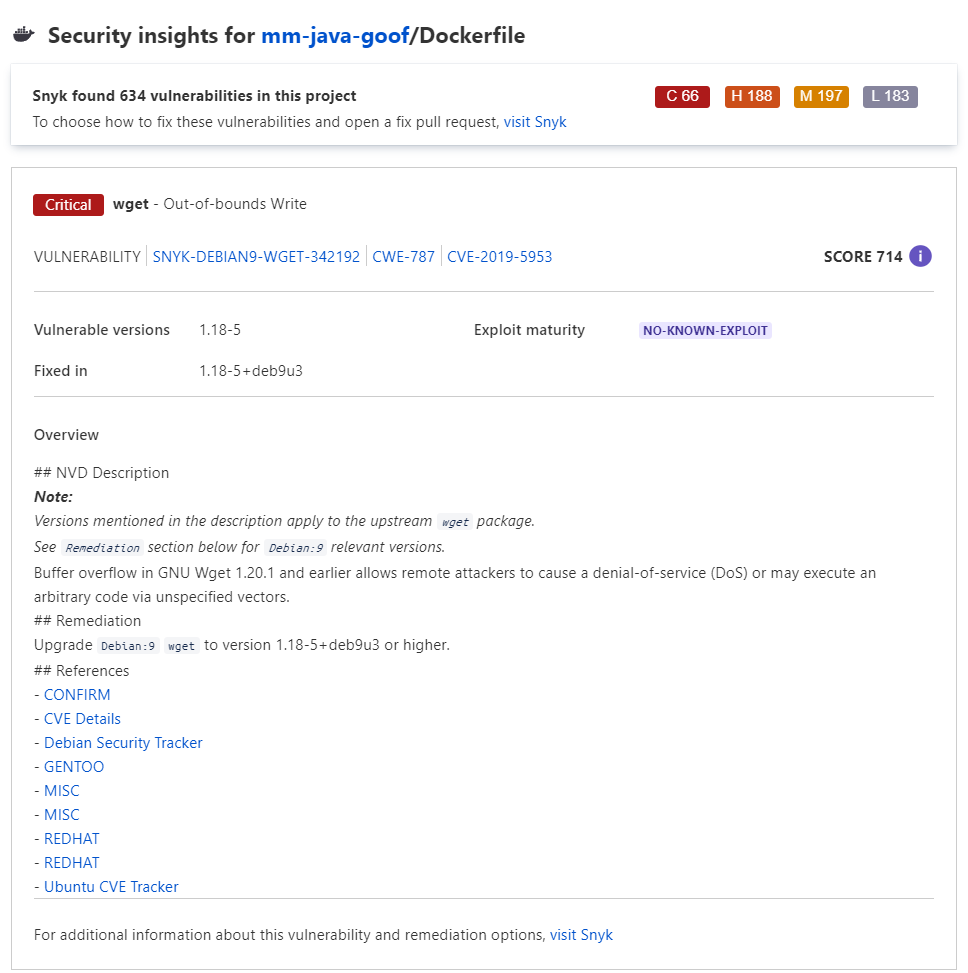 Security insights for mm-java-goof/Dockerfile
Snyk found 634 vulnerabilities in this project
C 66 H 188 M 197 L 183
To choose how to fix these vulnerabilities and open a fix pull request, visit Snyk
Critical wget - Out-of-bounds Write
VULNERABILITY SNYK-DEBIAN9-WGET-342192 CWE-787 CVE-2019-5953 SCORE 714 i
Vulnerable versions 1.18-5 Exploit maturity NO-KNOWN-EXPLOIT
Fixed in 1.18-5+deb9u3
Overview
## NVD Description
Note:
Versions mentioned in the description apply to the upstream wget package.
See Remediation section below for Debian:9 relevant versions.
Buffer overflow in GNU Wget 1.20.1 and earlier allows remote attackers to cause a denial-of-service (DoS) or may execute an
arbitrary code via unspecified vectors.
## Remediation
Upgrade Debian:9 wget to version 1.18-5+deb9u3 or higher.
## References
- CONFIRM
- CVE Details
- Debian Security Tracker
- GENTOO
- MISC
- MISC
- REDHAT
- REDHAT
- Ubuntu CVE Tracker
For additional information about this vulnerability and remediation options, visit Snyk